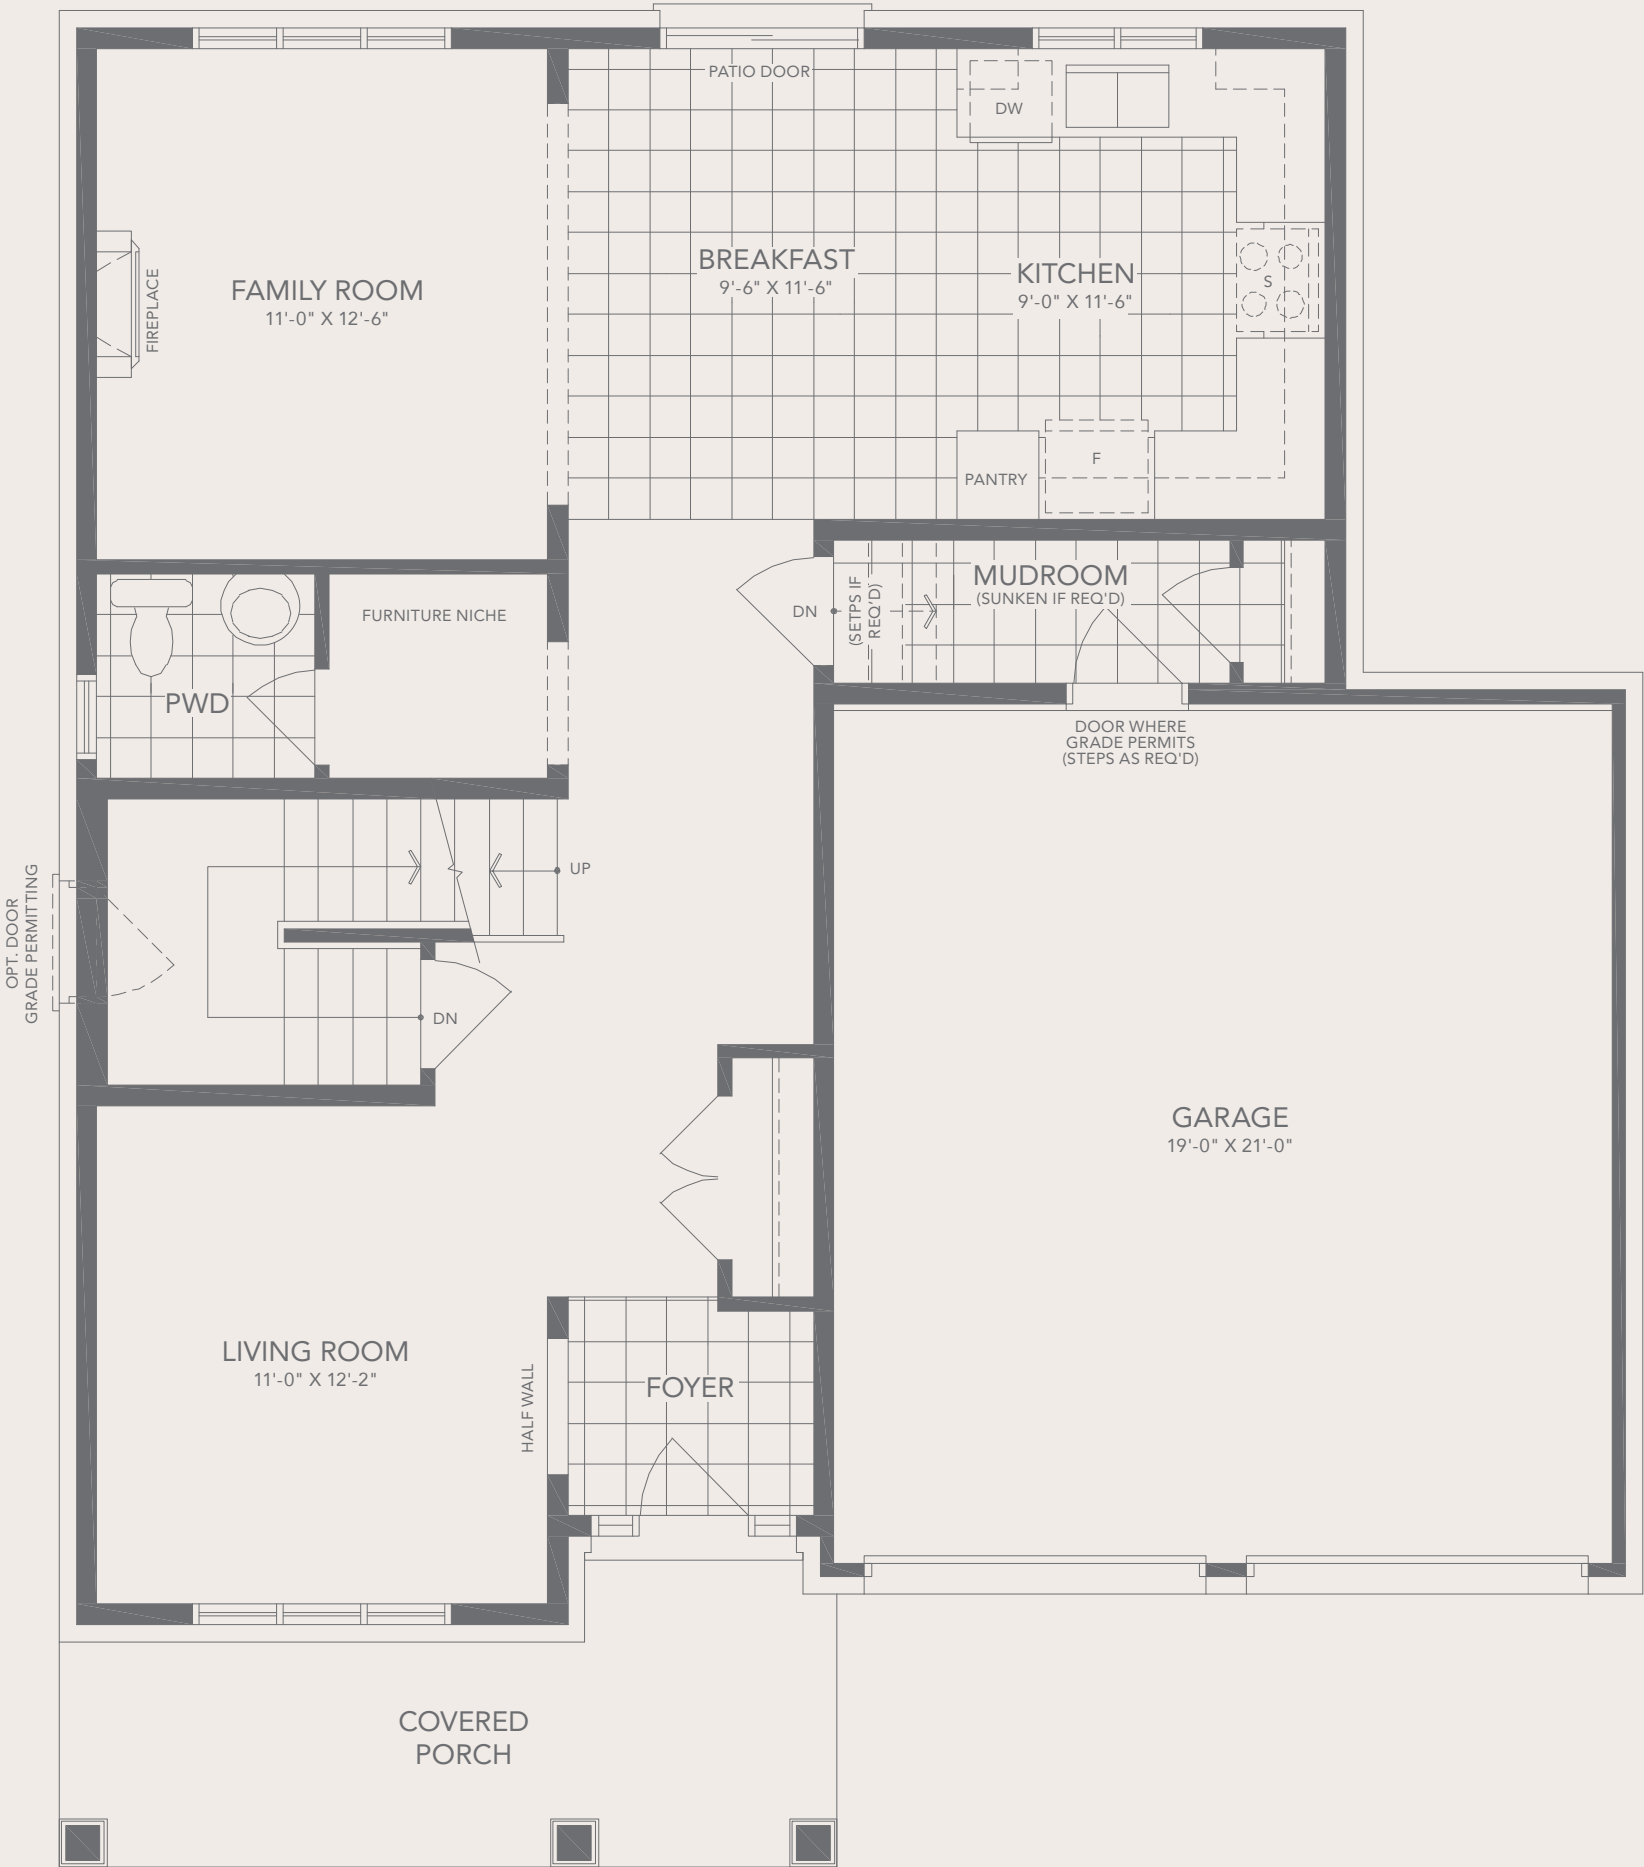 PATIO DOOR
DW
BREAKFAST
9'-6" X 11'-6"
KITCHEN
9'-0" X 11'-6"
S
FAMILY ROOM
11'-0" X 12'-6"
FIREPLACE
F
PANTRY
MUDROOM
(SUNKEN IF REQ'D)
DN
(SETPS IF
REQ'D)
FURNITURE NICHE
PWD
DOOR WHERE
GRADE PERMITS
(STEPS AS REQ'D)
UP
OPT. DOOR
GRADE PERMITTING
DN
GARAGE
19'-0" X 21'-0"
LIVING ROOM
11'-0" X 12'-2"
HALF WALL
FOYER
COVERED
PORCH